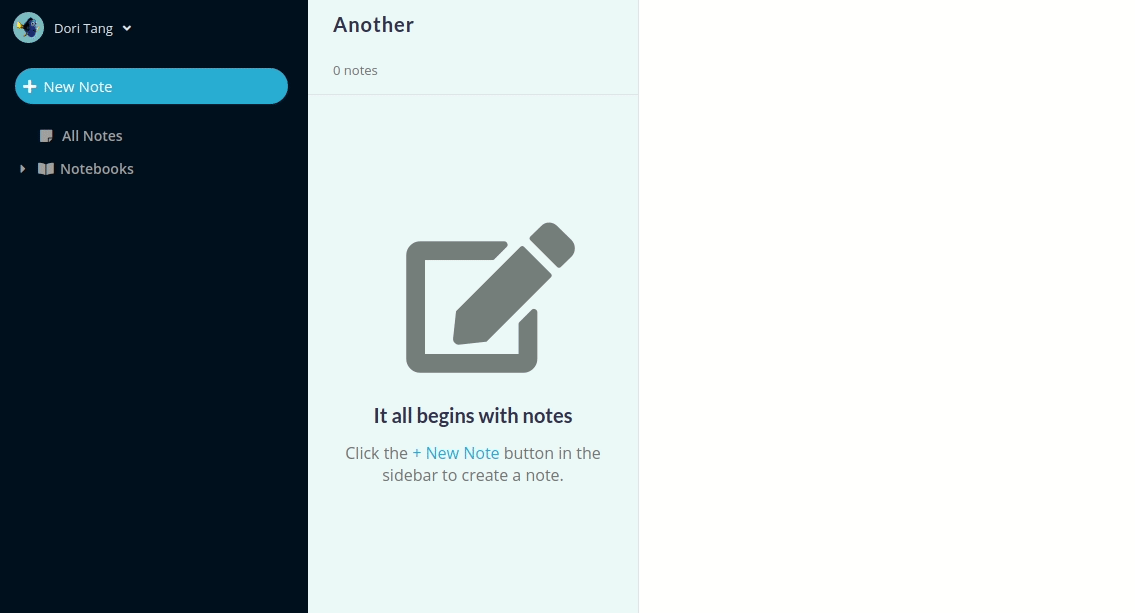 Dori Tang
New Note
All Notes
Notebooks
Another
0 notes
It all begins with notes
Click the + New Note button in the
sidebar to create a note.